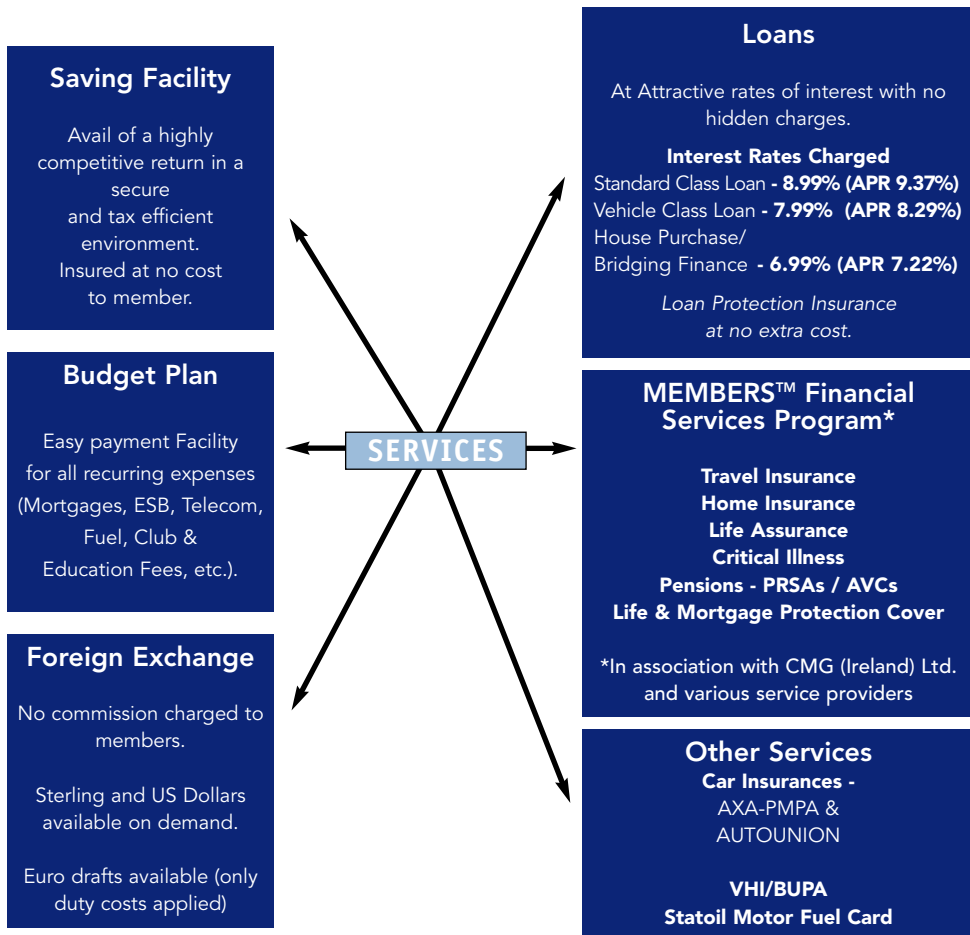 Saving Facility
Avail of a highly
competitive return in a
secure
and tax efficient
environment.
Insured at no cost
to member.
Budget Plan
Easy payment Facility
for all recurring expenses
(Mortgages, ESB, Telecom,
Fuel, Club &
Education Fees, etc.).
Foreign Exchange
No commission charged to
members.
Sterling and US Dollars
available on demand.
Euro drafts available (only
duty costs applied)
SERVICES
Loans
At Attractive rates of interest with no
hidden charges.
Interest Rates Charged
Standard Class Loan - 8.99% (APR 9.37%)
Vehicle Class Loan - 7.99% (APR 8.29%)
House Purchase/
Bridging Finance - 6.99% (APR 7.22%)
Loan Protection Insurance
at no extra cost.
MEMBERS™ Financial
Services Program*
Travel Insurance
Home Insurance
Life Assurance
Critical Illness
Pensions - PRSAs / AVCs
Life & Mortgage Protection Cover
*In association with CMG (Ireland) Ltd.
and various service providers
Other Services
Car Insurances -
AXA-PMPA &
AUTOUNION
VHI/BUPA
Statoil Motor Fuel Card